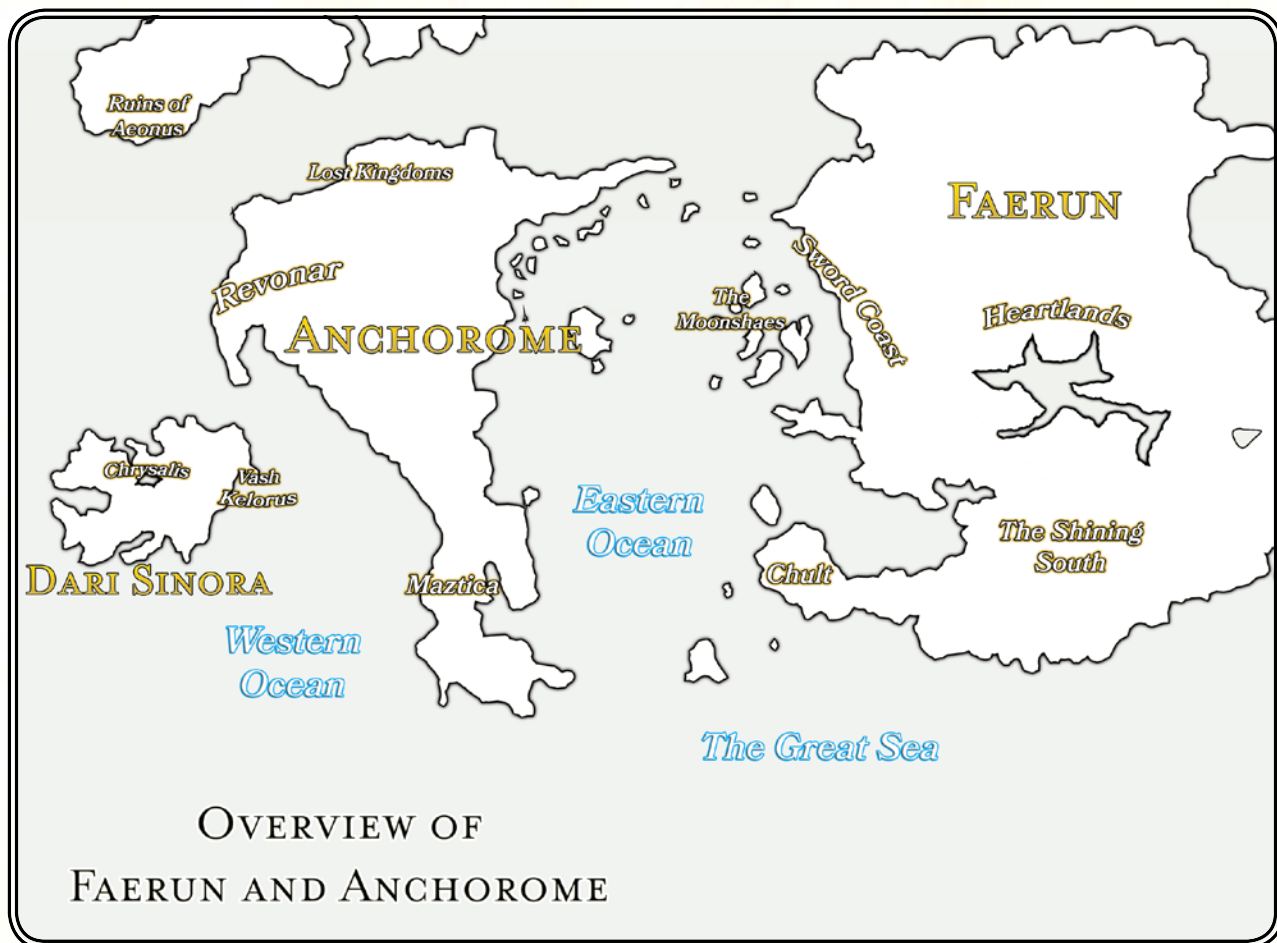 Ruins of
Aeonus
Lost Kingdoms
FAERUN
Revonar
Sword Coast
The
Moonshaes
Heartlands
ANCHOROME
Chrysalis
Vash
Kelorus
Eastern
Ocean
The Shining
South
DARI SINORA
Maztica
Chult
Western
Ocean
The Great Sea
OVERVIEW OF
FAERUN AND ANCHOROME